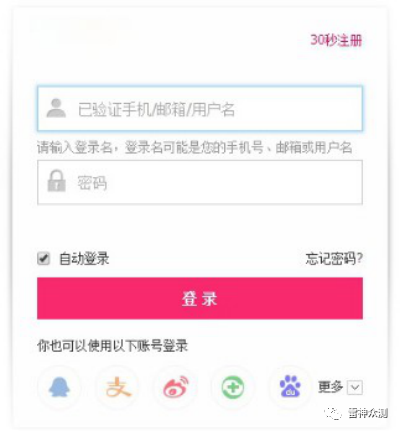 30秒注册
已验证手机/邮箱/用户名
请输入登录名，登录名可能是您的手机号、邮箱或用户名
密码
自动登录 忘记密码?
登 录
你也可以使用以下账号登录
支 du 更多
雷神众测